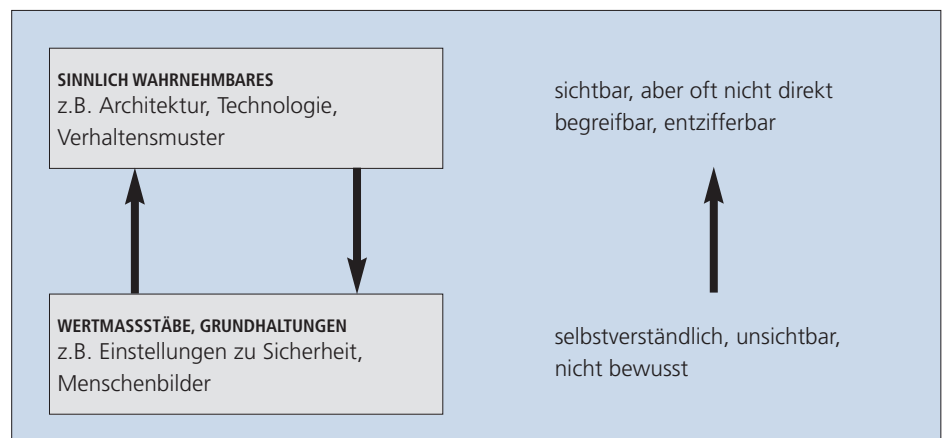 SINNLICH WAHRNEHMBARES
z.B. Architektur, Technologie,
Verhaltensmuster
sichtbar, aber oft nicht direkt
begreifbar, entzifferbar
WERTMASSSTÄBE, GRUNDHALTUNGEN
z.B. Einstellungen zu Sicherheit,
Menschenbilder
selbstverständlich, unsichtbar,
nicht bewusst